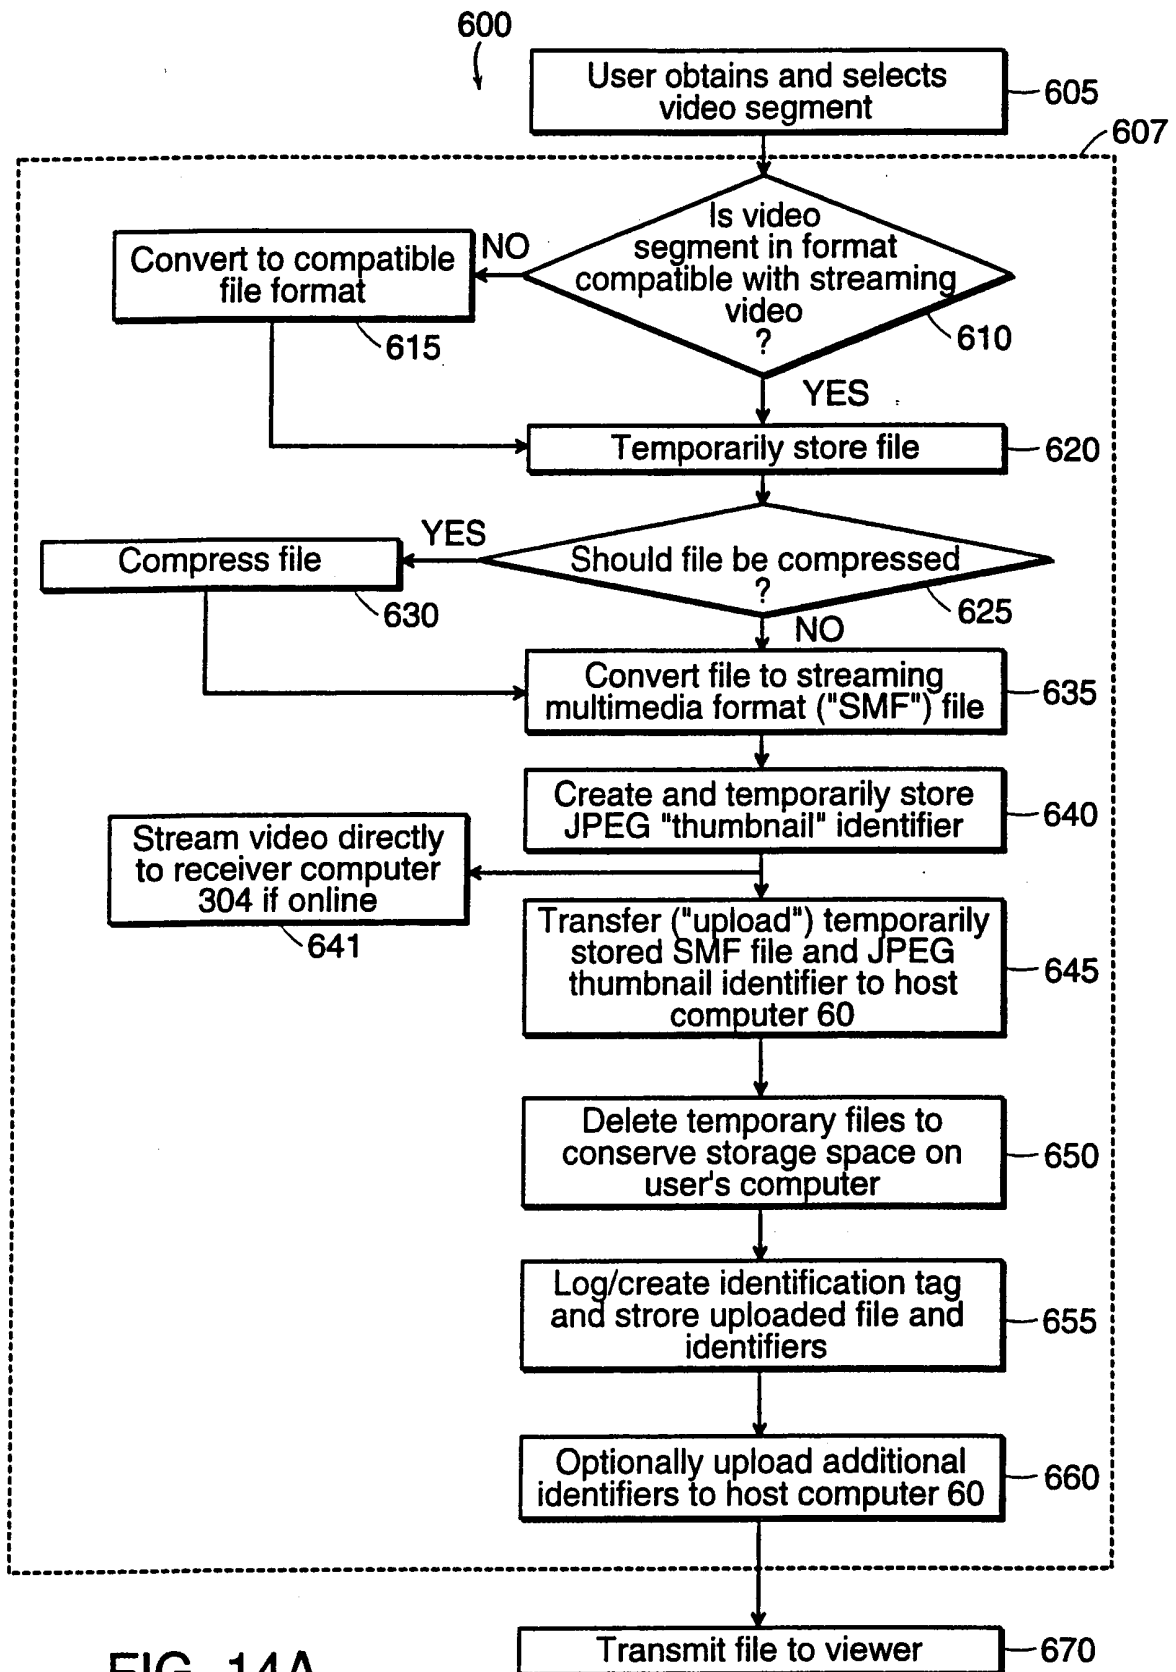 600
User obtains and selects
video segment
605
607
Is video
segment in format
compatible with streaming
video
?
610
NO
Convert to compatible
file format
615
YES
Temporarily store file
620
Should file be compressed
?
625
YES
Compress file
630
NO
Convert file to streaming
multimedia format ("SMF") file
635
Create and temporarily store
JPEG "thumbnail" identifier
640
Stream video directly
to receiver computer
304 if online
641
Transfer ("upload") temporarily
stored SMF file and JPEG
thumbnail identifier to host
computer 60
645
Delete temporary files to
conserve storage space on
user's computer
650
Log/create identification tag
and strore uploaded file and
identifiers
655
Optionally upload additional
identifiers to host computer 60
660
Transmit file to viewer
670
FIG. 14A